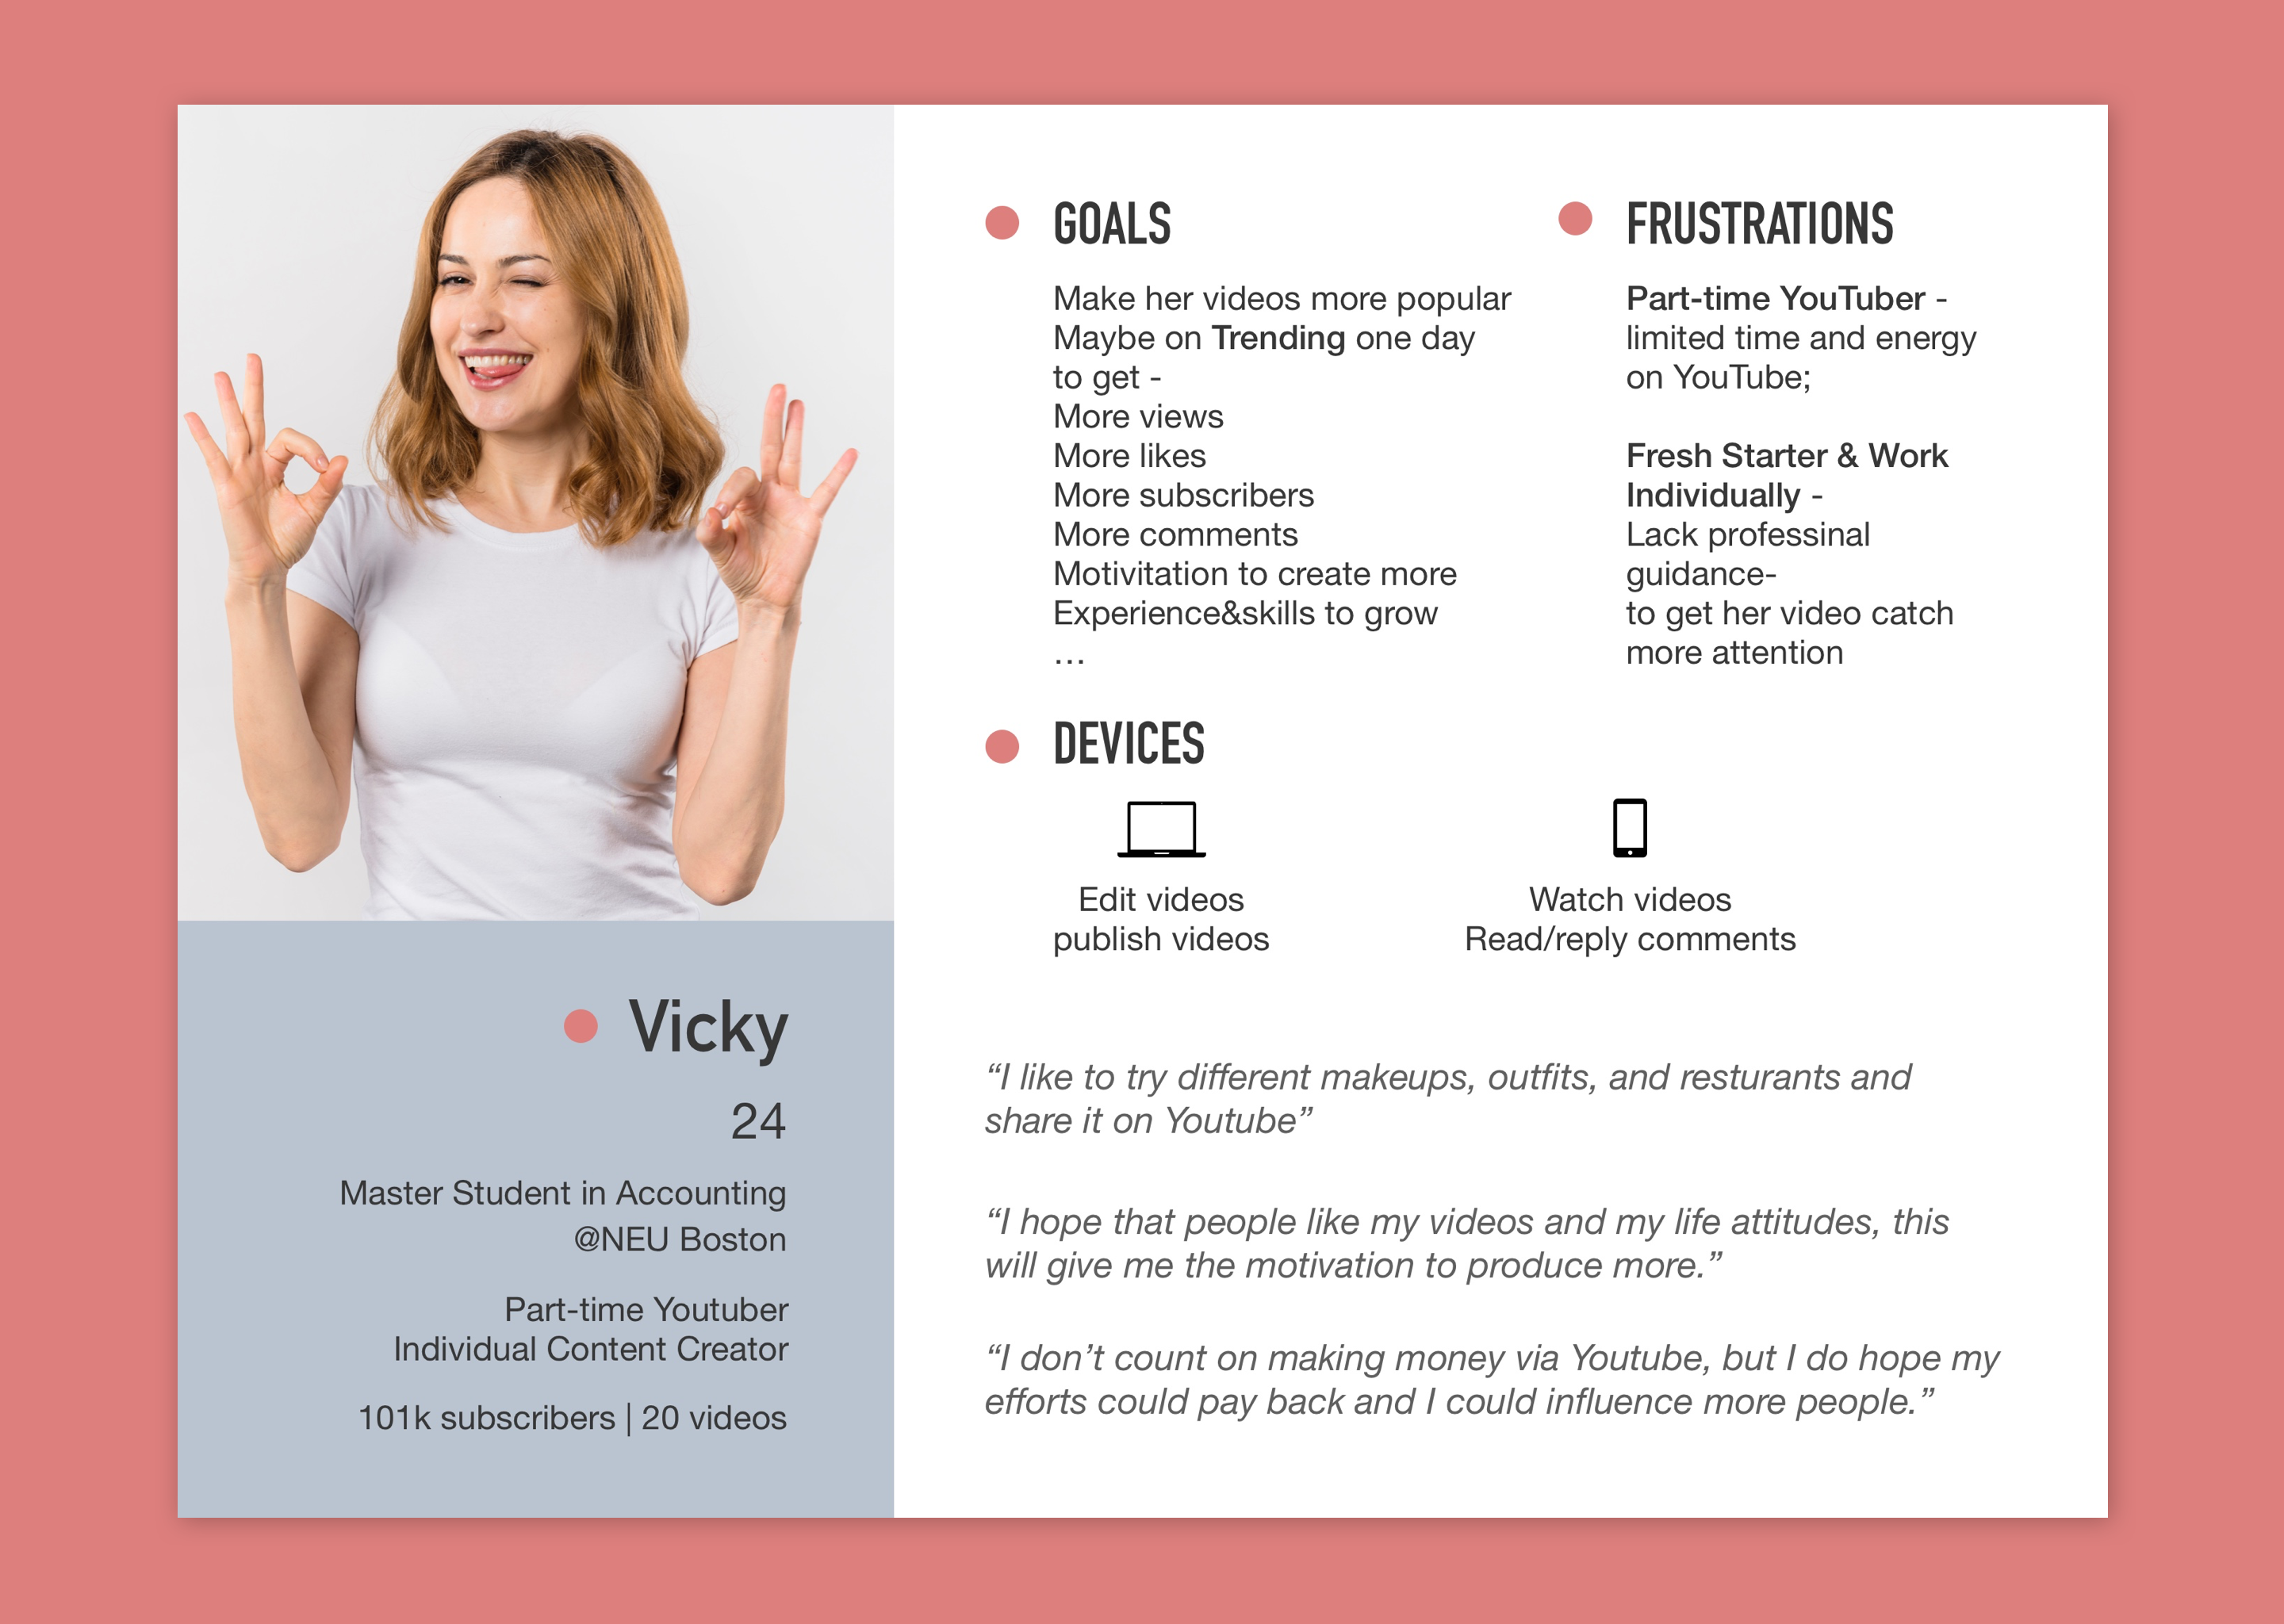 Vicky
24
Master Student in Accounting
@NEU Boston
Part-time Youtuber
Individual Content Creator
101k subscribers | 20 videos
GOALS
Make her videos more popular
Maybe on Trending one day
to get -
More views
More likes
More subscribers
More comments
Motivitation to create more
Experience&skills to grow
…
FRUSTRATIONS
Part-time YouTuber -
limited time and energy
on YouTube;
Fresh Starter & Work
Individually -
Lack professinal
guidance-
to get her video catch
more attention
DEVICES
Edit videos
publish videos
Watch videos
Read/reply comments
“I like to try different makeups, outfits, and resturants and
share it on Youtube”
“I hope that people like my videos and my life attitudes, this
will give me the motivation to produce more.”
“I don’t count on making money via Youtube, but I do hope my
efforts could pay back and I could influence more people.”